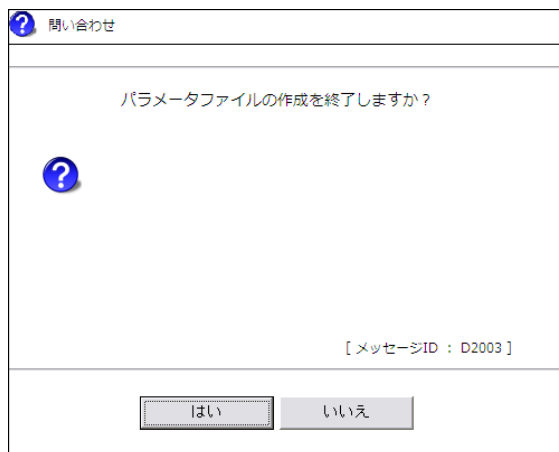 問い合わせ
パラメータファイルの作成を終了しますか？
[ メッセージID : D2003 ]
はい
いいえ